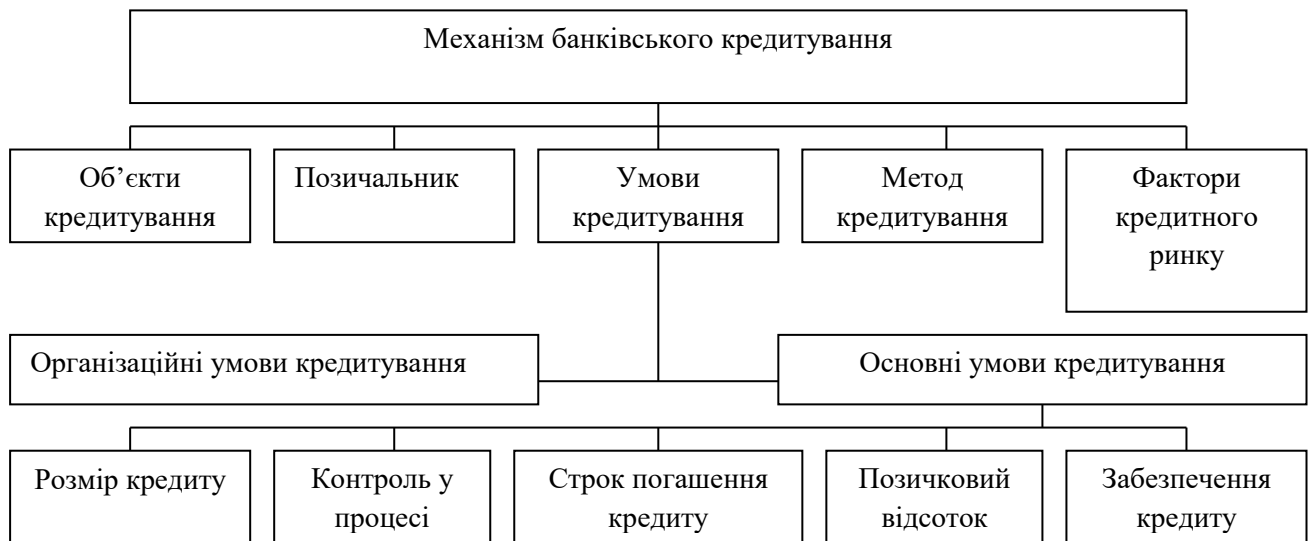 Механізм банківського кредитування
Об’єкти
кредитування
Позичальник
Умови
кредитування
Метод
кредитування
Фактори
кредитного
ринку
Організаційні умови кредитування
Основні умови кредитування
Розмір кредиту
Контроль у
процесі
Строк погашення
кредиту
Позичковий
відсоток
Забезпечення
кредиту